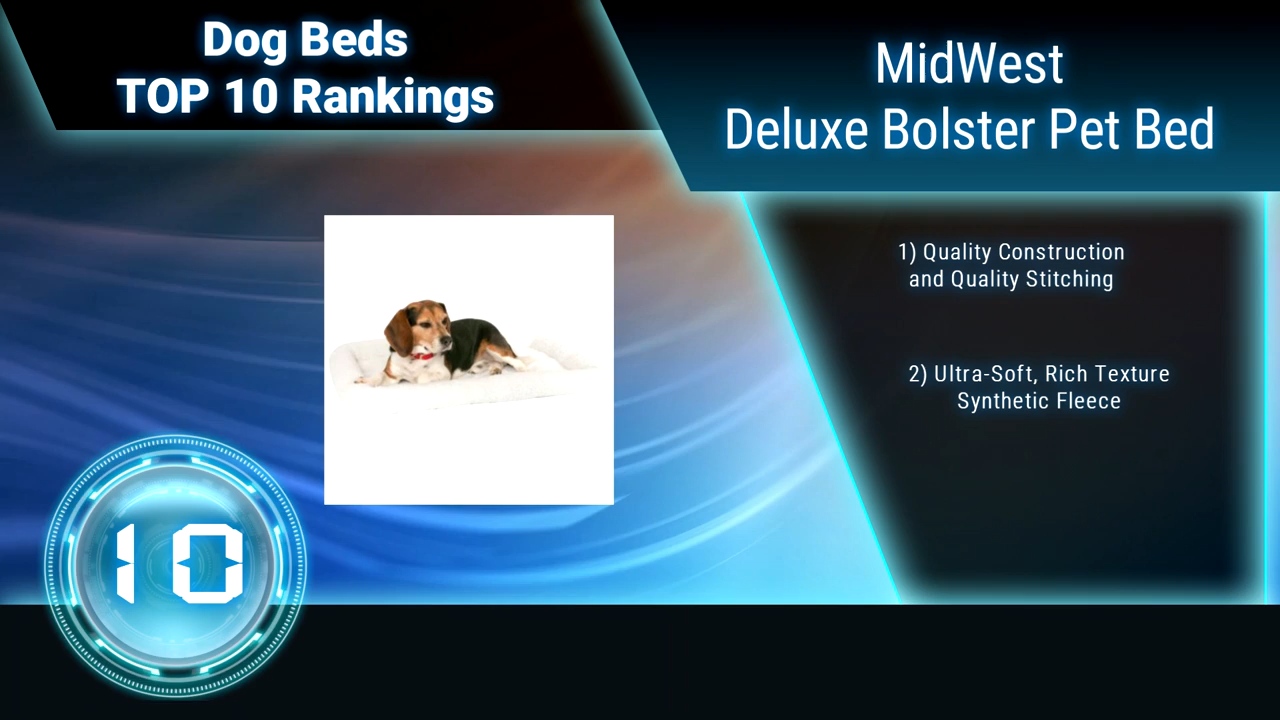 Dog Beds
TOP 10 Rankings
MidWest
Deluxe Bolster Pet Bed
1) Quality Construction
and Quality Stitching
2) Ultra-Soft, Rich Texture
Synthetic Fleece
10